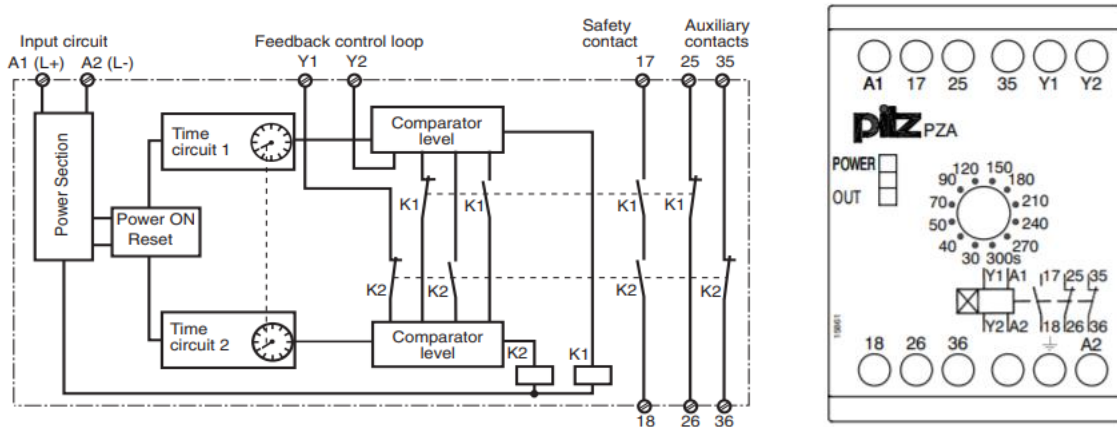 Input circuit
A1 (L+) A2 (L-)
Feedback control loop
Y1 Y2
Safety
contact
17
Auxiliary
contacts
25 35
Power Section
Power ON
Reset
Time
circuit 1
Time
circuit 2
Comparator
level
K1 K1 K1
K2 K2 K2 K2
Comparator
level
K2 K1
18 26 36
A1 17 25 35 Y1 Y2
pilz PZA
POWER
OUT
30 40 50 70 90 120 150 180 210 240 270 300s
Y1 A1 17 25 35
Y2 A2 18 26 36
18 26 36 A2